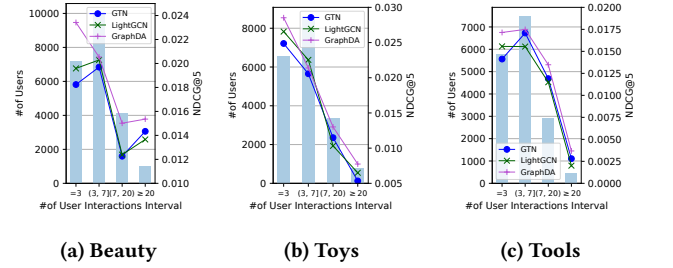 GTN
LightGCN
GraphDA
10000
8000
6000
4000
2000
0
#of Users
0.024
0.022
0.020
0.018
0.016
0.014
0.012
0.010
NDCG@5
=3 (3, 7] (7, 20) ≥ 20
#of User Interactions Interval
(a) Beauty
GTN
LightGCN
GraphDA
10000
8000
6000
4000
2000
0
#of Users
0.030
0.025
0.020
0.015
0.010
0.005
NDCG@5
=3 (3, 7] (7, 20) ≥ 20
#of User Interactions Interval
(b) Toys
GTN
LightGCN
GraphDA
7000
6000
5000
4000
3000
2000
1000
0
#of Users
0.0200
0.0175
0.0150
0.0125
0.0100
0.0075
0.0050
0.0025
0.0000
NDCG@5
=3 (3, 7] (7, 20) ≥ 20
#of User Interactions Interval
(c) Tools